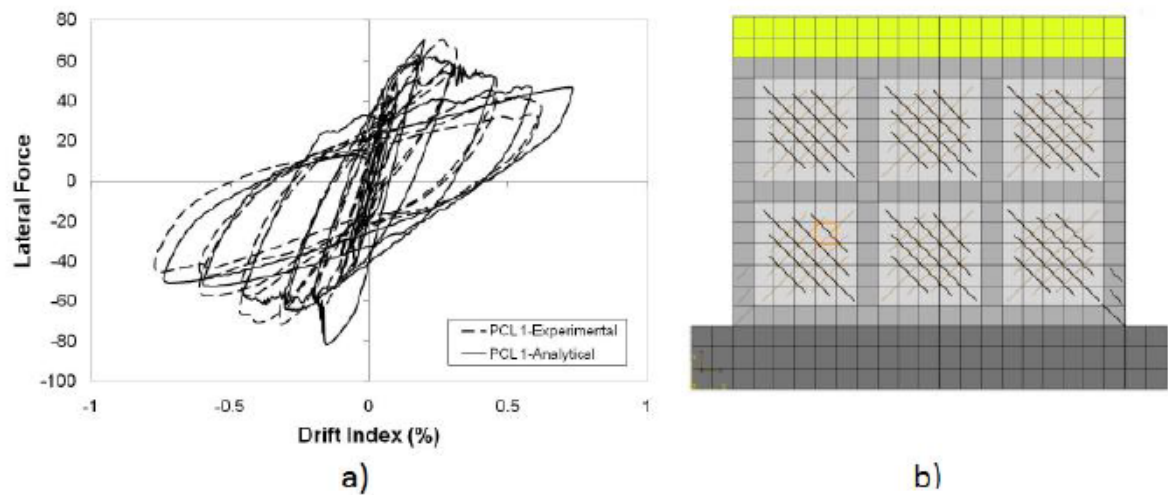 80
60
40
20
0
-20
-40
-60
-80
-100
Lateral Force
-1
-0.5
0
0.5
1
Drift Index (%)
PCL 1-Experimental
PCL 1-Analytical
a)
b)